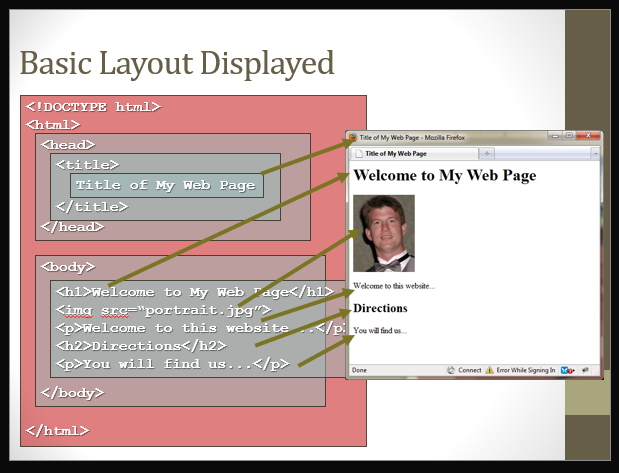 Basic Layout Displayed
<!DOCTYPE html>
<html>
<head>
<title>
Title of My Web Page
</title>
</head>
<body>
<h1>Welcome to My Web Page</h1>
<img src=“portrait.jpg”>
<p>Welcome to this website...</p>
<h2>Directions</h2>
<p>You will find us...</p>
</body>
</html>
Title of My Web Page - Mozilla Firefox
Title of My Web Page
Welcome to My Web Page
Welcome to this website...
Directions
You will find us...
Done
Connect
Error While Signing In